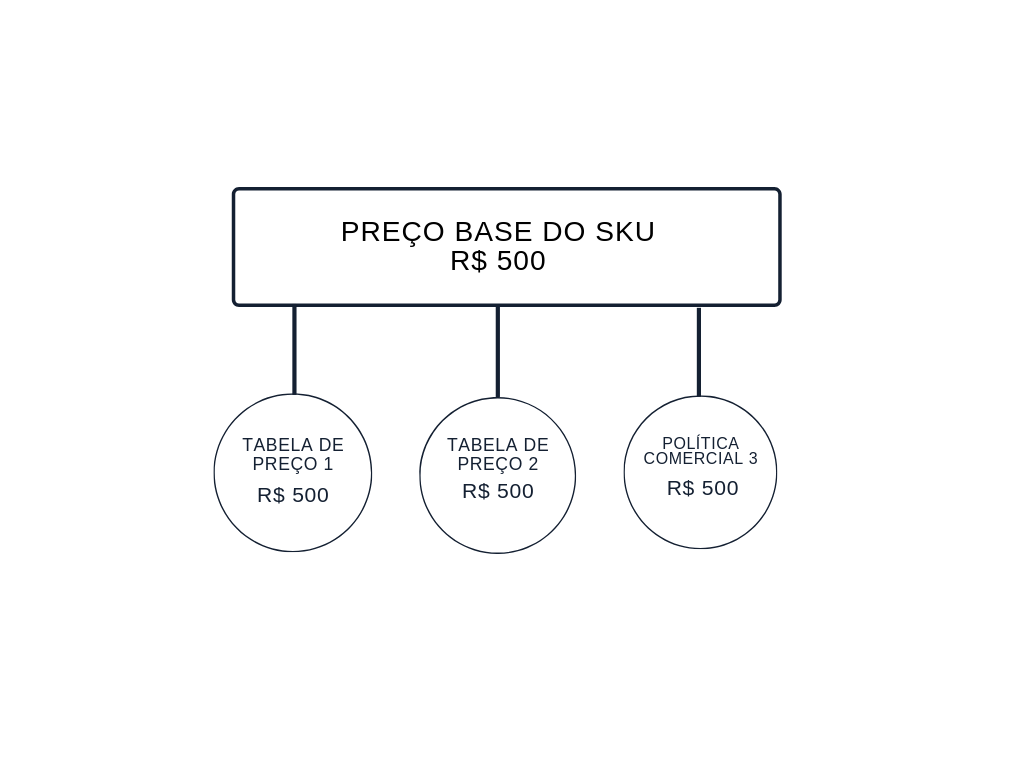 PREÇO BASE DO SKU
R$ 500
TABELA DE
PREÇO 1
R$ 500
TABELA DE
PREÇO 2
R$ 500
POLÍTICA
COMERCIAL 3
R$ 500